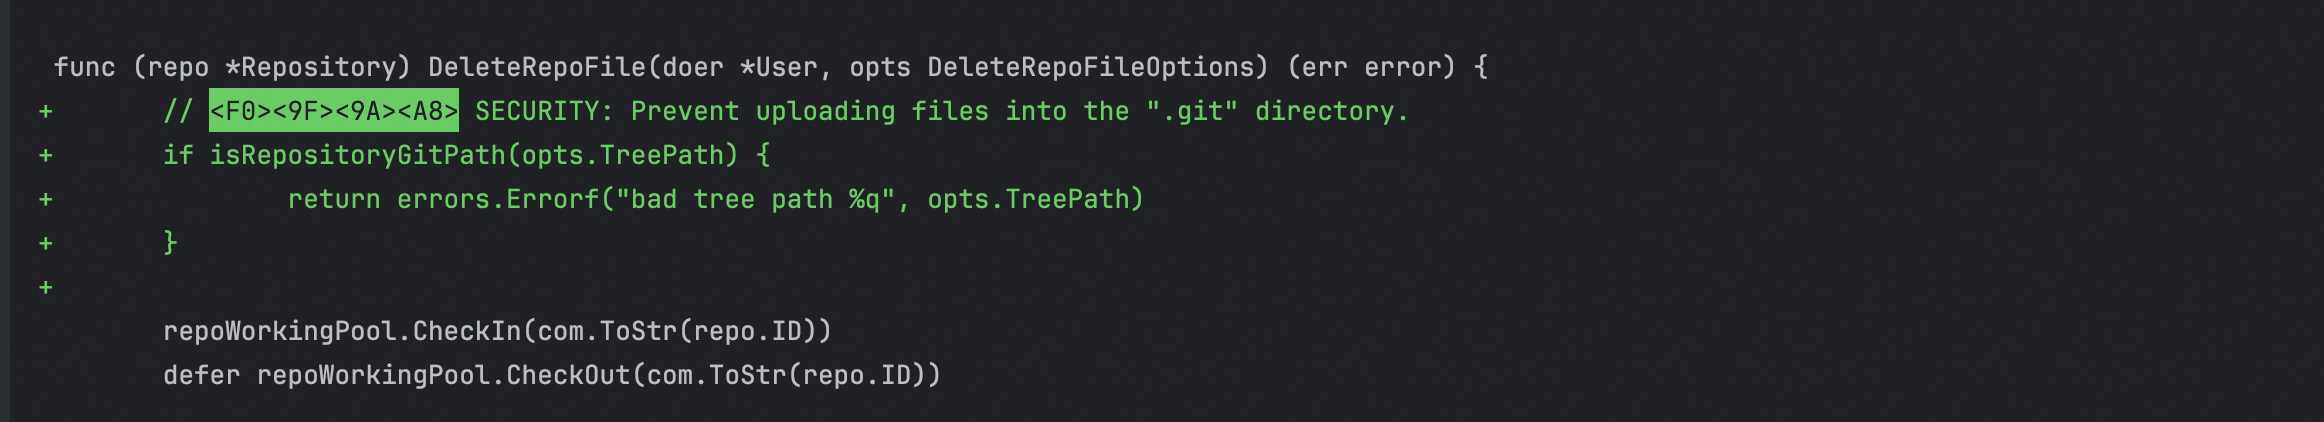 func (repo *Repository) DeleteRepoFile(doer *User, opts DeleteRepoFileOptions) (err error) {
+       // <F0><9F><9A><A8> SECURITY: Prevent uploading files into the ".git" directory.
+       if isRepositoryGitPath(opts.TreePath) {
+               return errors.Errorf("bad tree path %q", opts.TreePath)
+       }
+
        repoWorkingPool.CheckIn(com.ToStr(repo.ID))
        defer repoWorkingPool.CheckOut(com.ToStr(repo.ID))